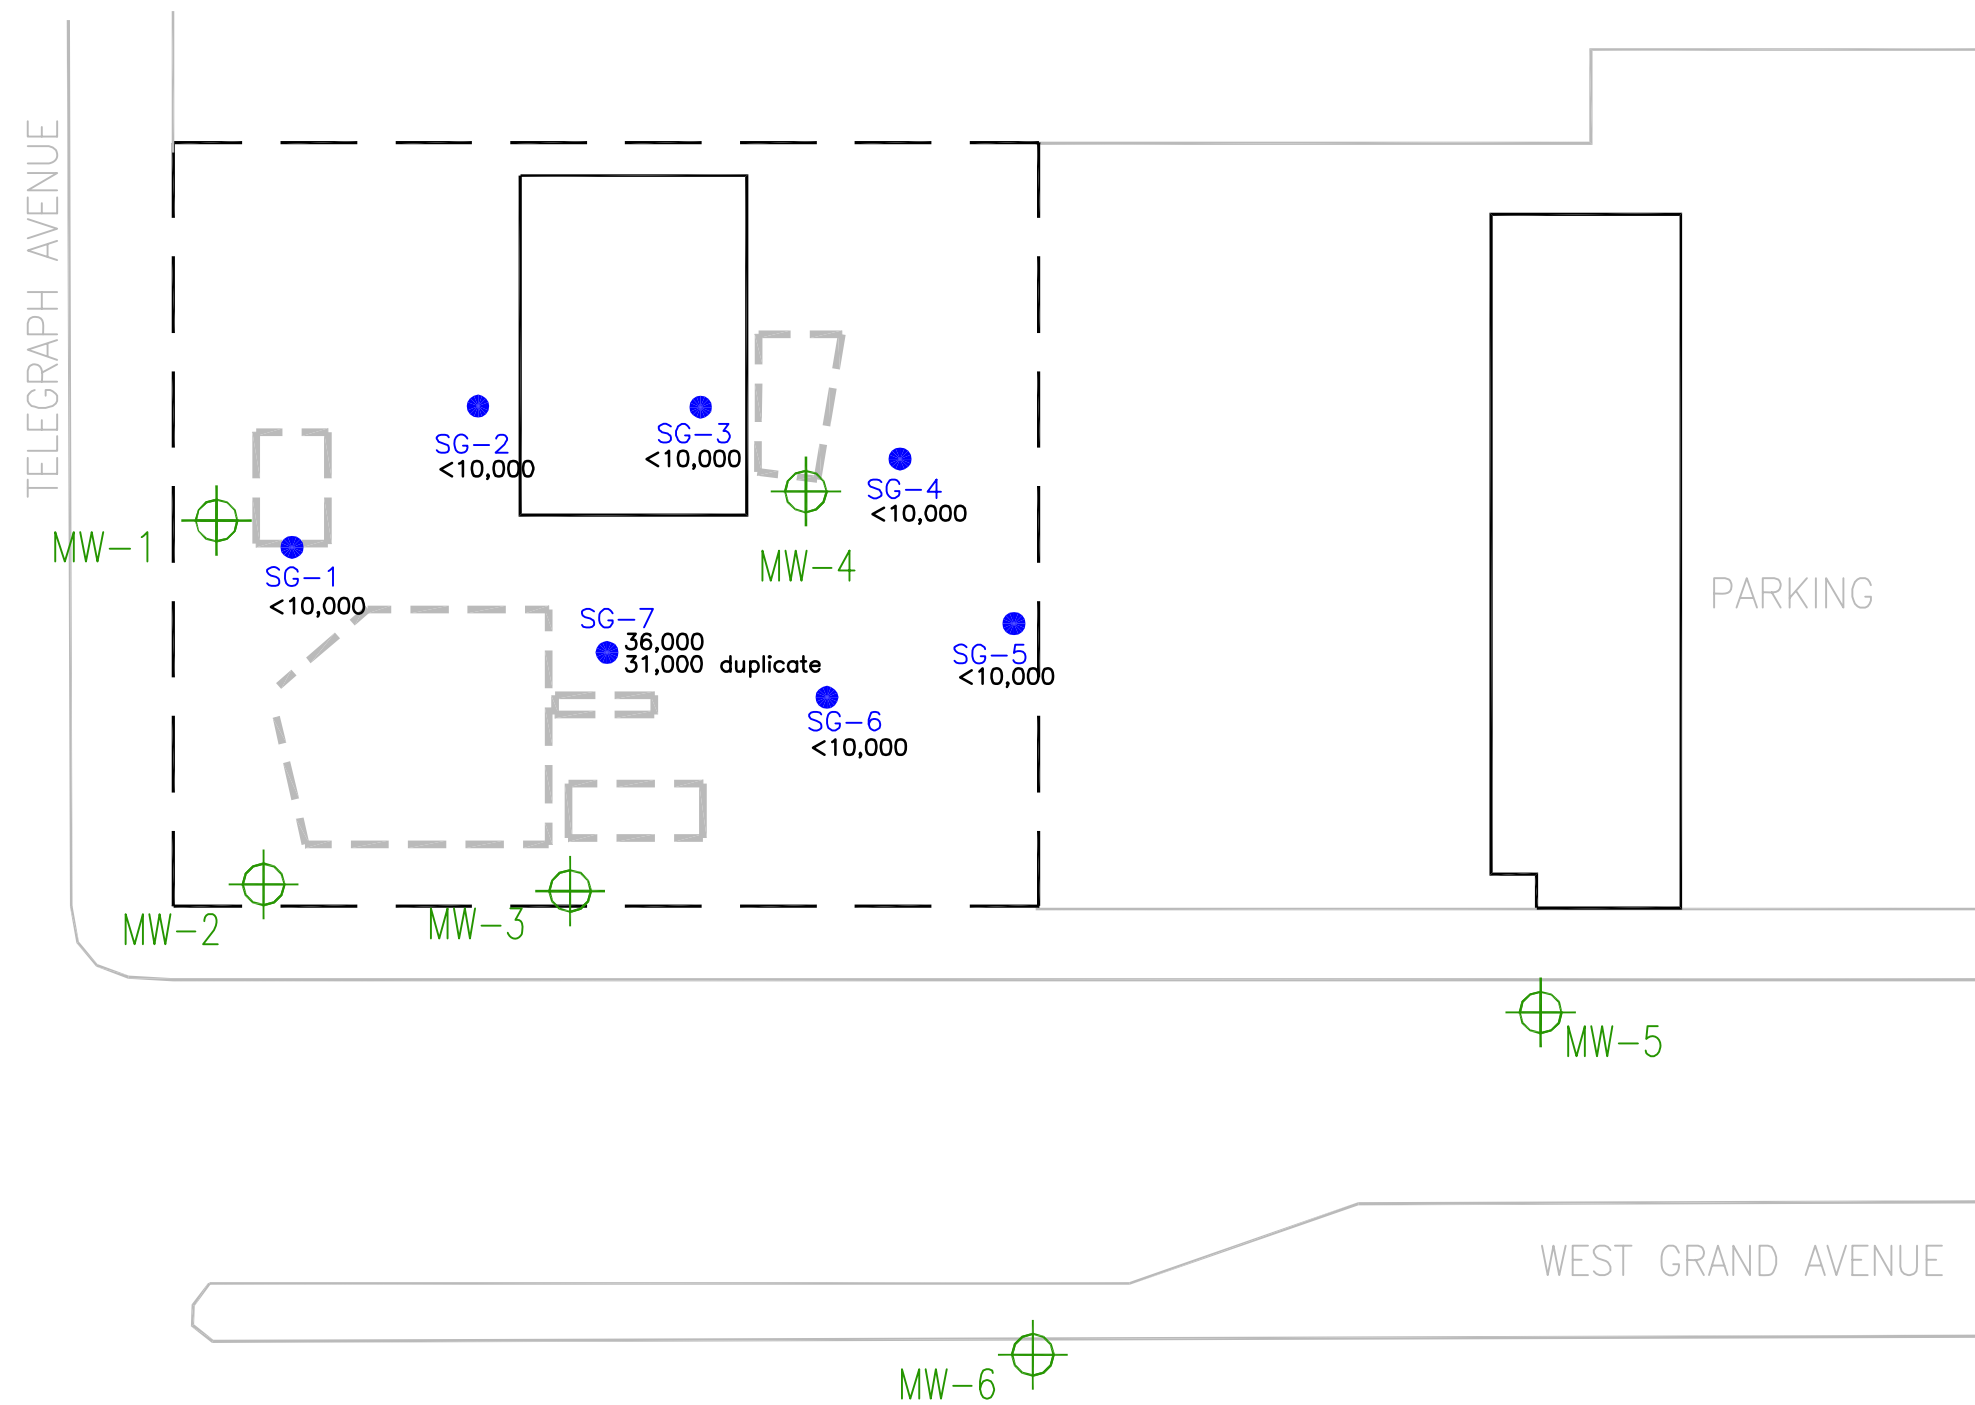 TELEGRAPH AVENUE
SG-2
<10,000
SG-3
<10,000
SG-4
<10,000
MW-1
MW-4
SG-1
<10,000
SG-7
36,000
31,000 duplicate
PARKING
SG-5
<10,000
SG-6
<10,000
MW-2
MW-3
MW-5
WEST GRAND AVENUE
MW-6